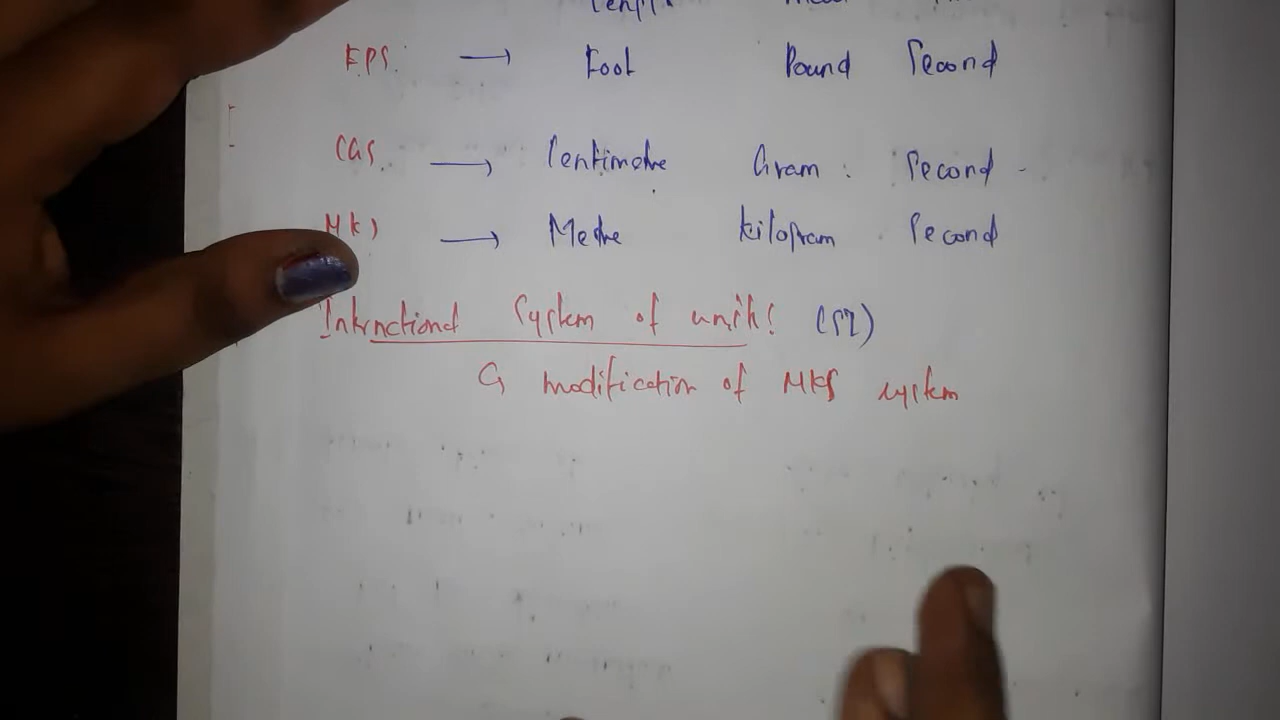 FPS → Foot Pound Second
CGS → Centimetre Gram Second
MKS → Metre kilogram Second
International System of units (SI)
modification of MKS system